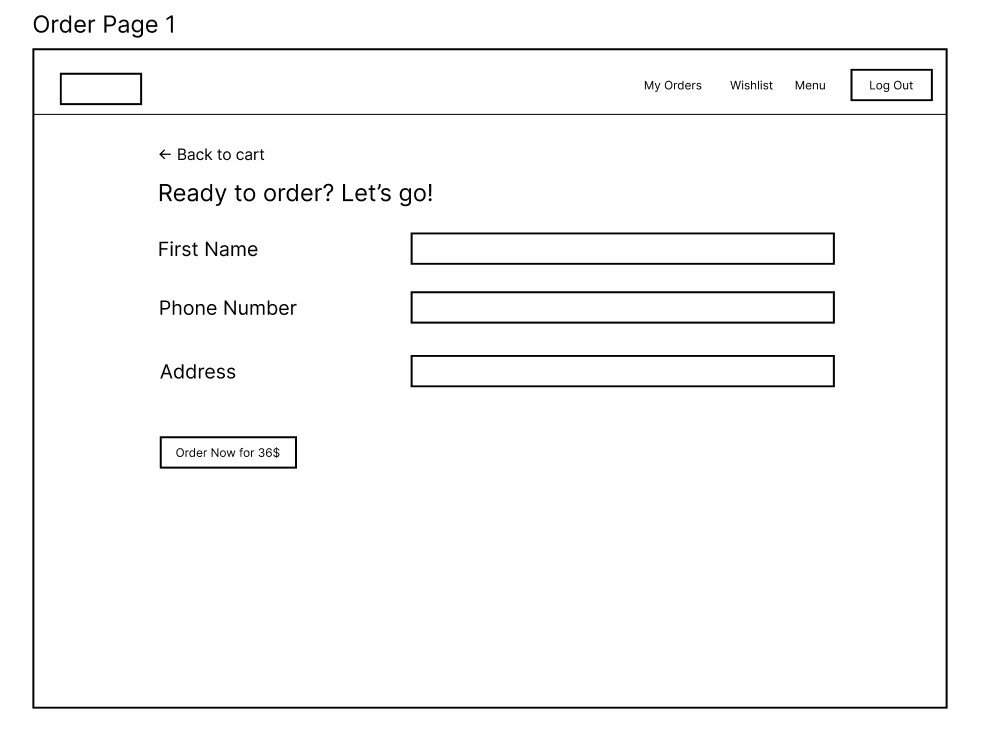 Order Page 1
My Orders Wishlist Menu Log Out
← Back to cart
Ready to order? Let’s go!
First Name
Phone Number
Address
Order Now for 36$